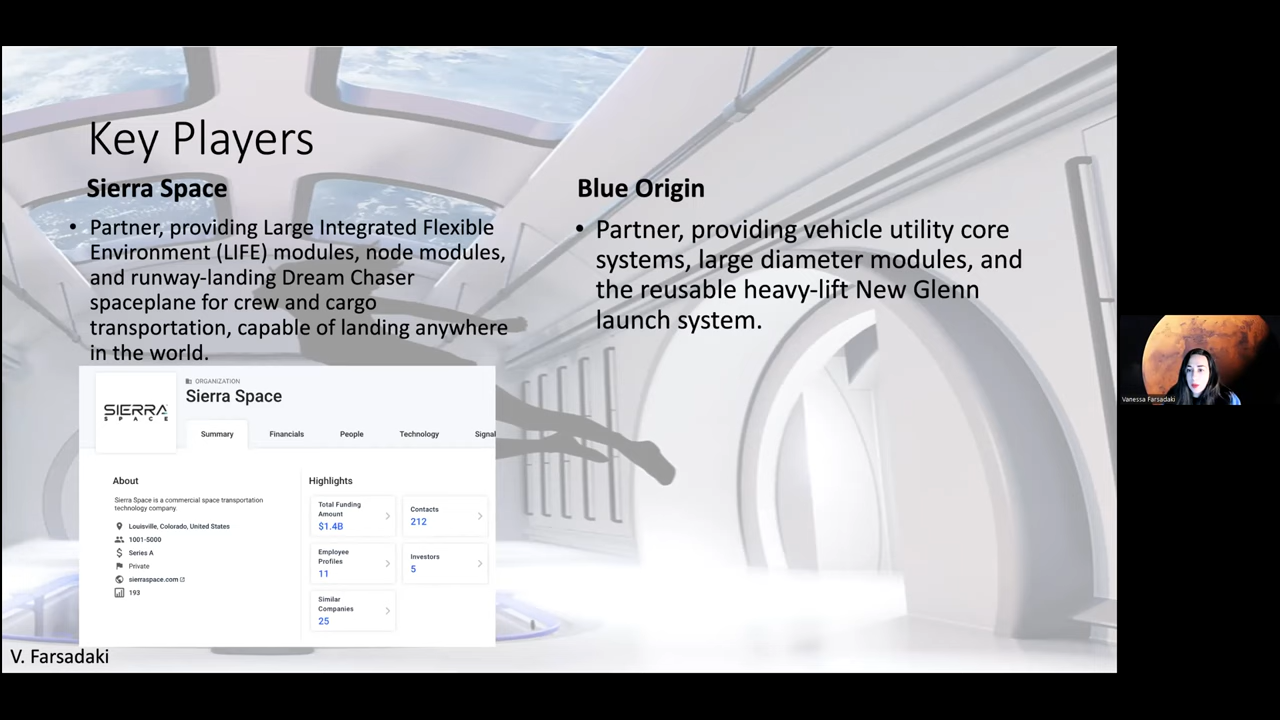 Key Players
Sierra Space
• Partner, providing Large Integrated Flexible
Environment (LIFE) modules, node modules,
and runway-landing Dream Chaser
spaceplane for crew and cargo
transportation, capable of landing anywhere
in the world.
Blue Origin
• Partner, providing vehicle utility core
systems, large diameter modules, and
the reusable heavy-lift New Glenn
launch system.
SIERRA
SPACE
ORGANIZATION
Sierra Space
Summary Financials People Technology Signal
About
Sierra Space is a commercial space transportation
technology company.
Louisville, Colorado, United States
1001-5000
Series A
Private
sierraspace.com
193
Highlights
Total Funding
Amount
$1.4B
Contacts
212
Employee
Profiles
11
Investors
5
Similar
Companies
25
V. Farsadaki
Vanessa Farsadaki